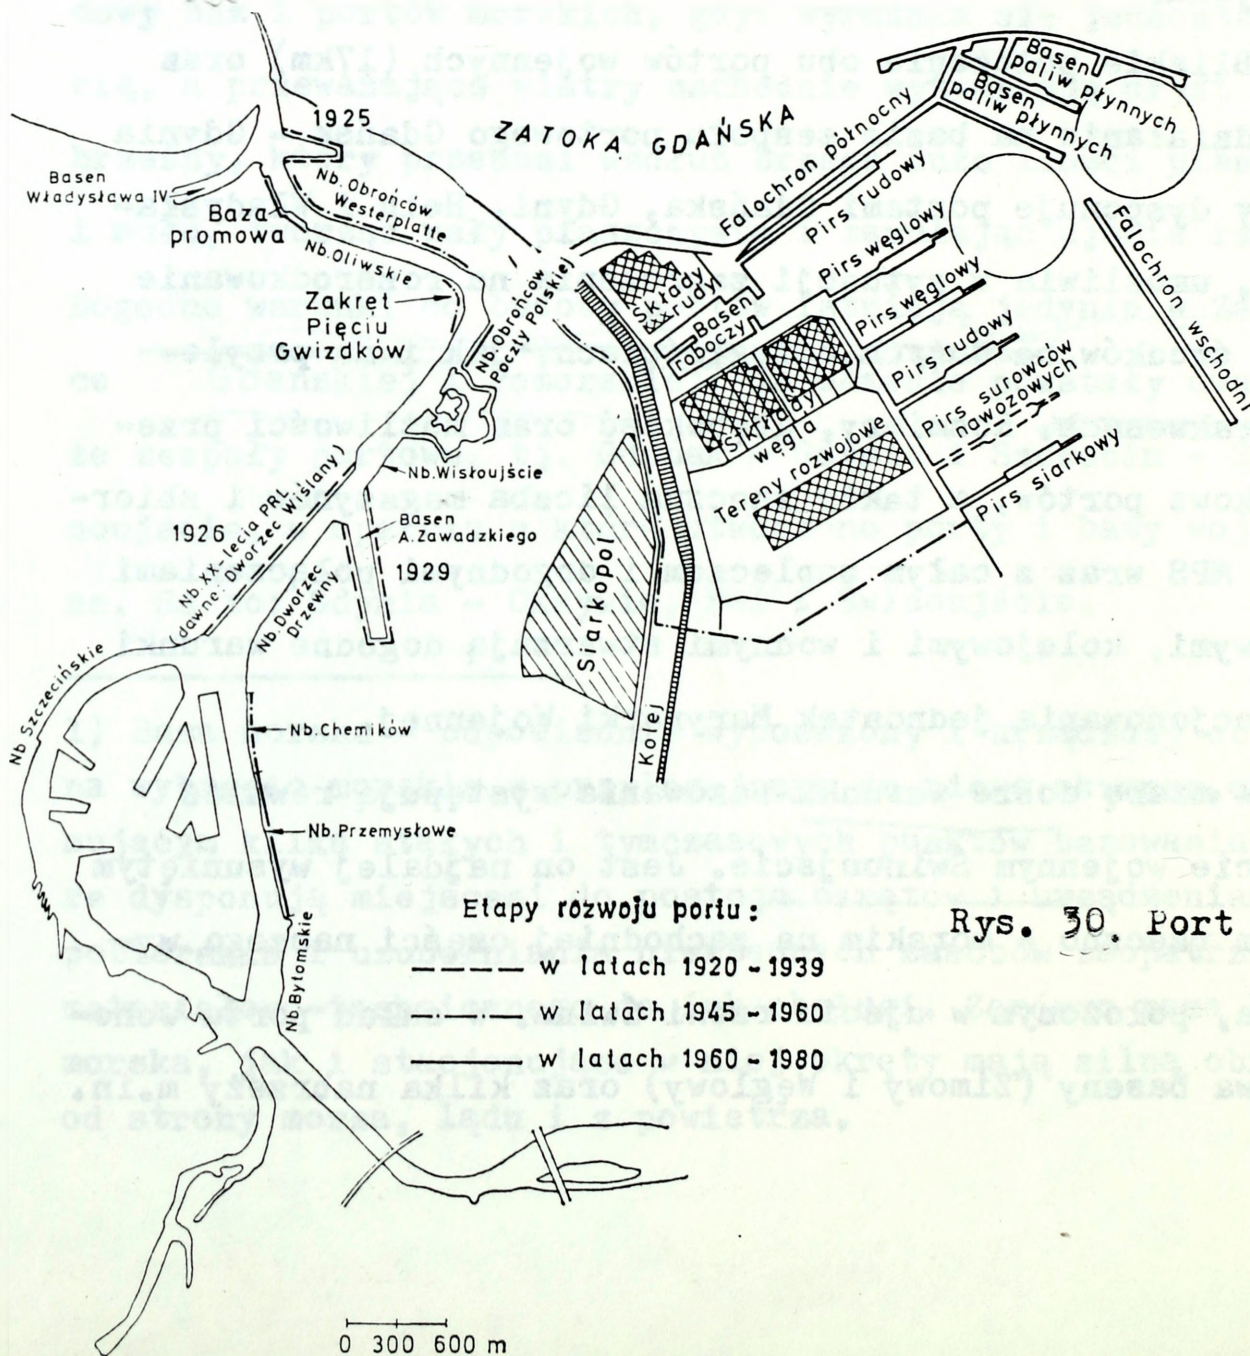 ZATOKA GDAŃSKA
1925
Basen
Władysława IV
Baza
promowa
Nb. Obrońców
Westerplatte
Nb. Oliwskie
Zakręt
Pięciu
Gwizdków
Nb. Obrońców
Poczty Polskiej
Falochron północny
Basen
paliw płynnych
Basen
paliw płynnych
Pirs rudowy
Pirs węglowy
Pirs węglowy
Pirs rudowy
Pirs surowców
nawozowych
Pirs siarkowy
Falochron wschodni
Składy
rudy
Basen
roboczy
Składy
węgla
Tereny rozwojowe
Siarkopol
Kolej
Nb. Wisłoujście
Basen
A. Zawadzkiego
1926
1929
Nb. XX-lecia PRL
(dawne: Dworzec Wiślany)
Nb. Dworzec
Drzewny
Nb Szczecińskie
Nb. Chemików
Nb. Przemysłowe
Nb. Bytomskie
Etapy rozwoju portu:
w latach 1920 - 1939
w latach 1945 - 1960
w latach 1960 - 1980
Rys. 30. Port
0 300 600 m